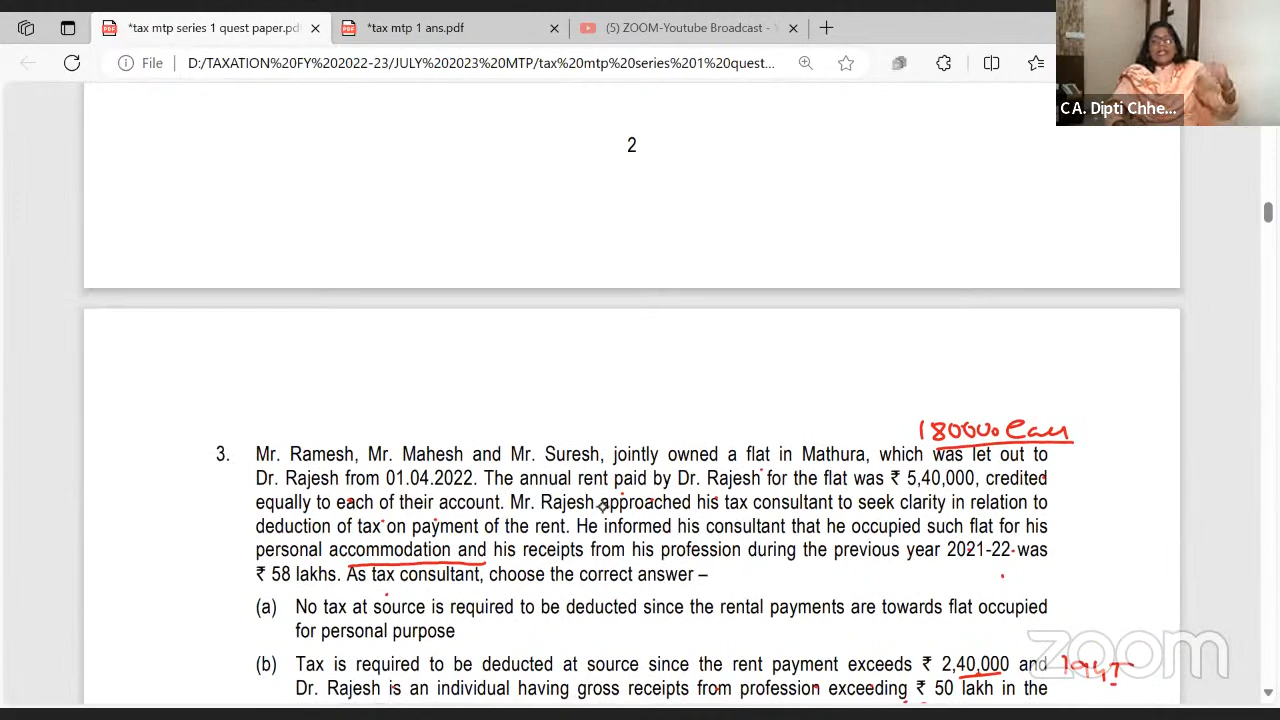 *tax mtp series 1 quest paper.pdf
*tax mtp 1 ans.pdf
(5) ZOOM-Youtube Broadcast - Y
File
D:/TAXATION%20FY%202022-23/JULY%202023%20MTP/tax%20mtp%20series%201%20quest...
C A. Dipti Chhe...
2
18000. each
3. Mr. Ramesh, Mr. Mahesh and Mr. Suresh, jointly owned a flat in Mathura, which was let out to
Dr. Rajesh from 01.04.2022. The annual rent paid by Dr. Rajesh for the flat was ₹ 5,40,000, credited
equally to each of their account. Mr. Rajesh approached his tax consultant to seek clarity in relation to
deduction of tax on payment of the rent. He informed his consultant that he occupied such flat for his
personal accommodation and his receipts from his profession during the previous year 2021-22 was
₹ 58 lakhs. As tax consultant, choose the correct answer –
(a) No tax at source is required to be deducted since the rental payments are towards flat occupied
for personal purpose
(b) Tax is required to be deducted at source since the rent payment exceeds ₹ 2,40,000 and
194I
Dr. Rajesh is an individual having gross receipts from profession exceeding ₹ 50 lakh in the
zoom